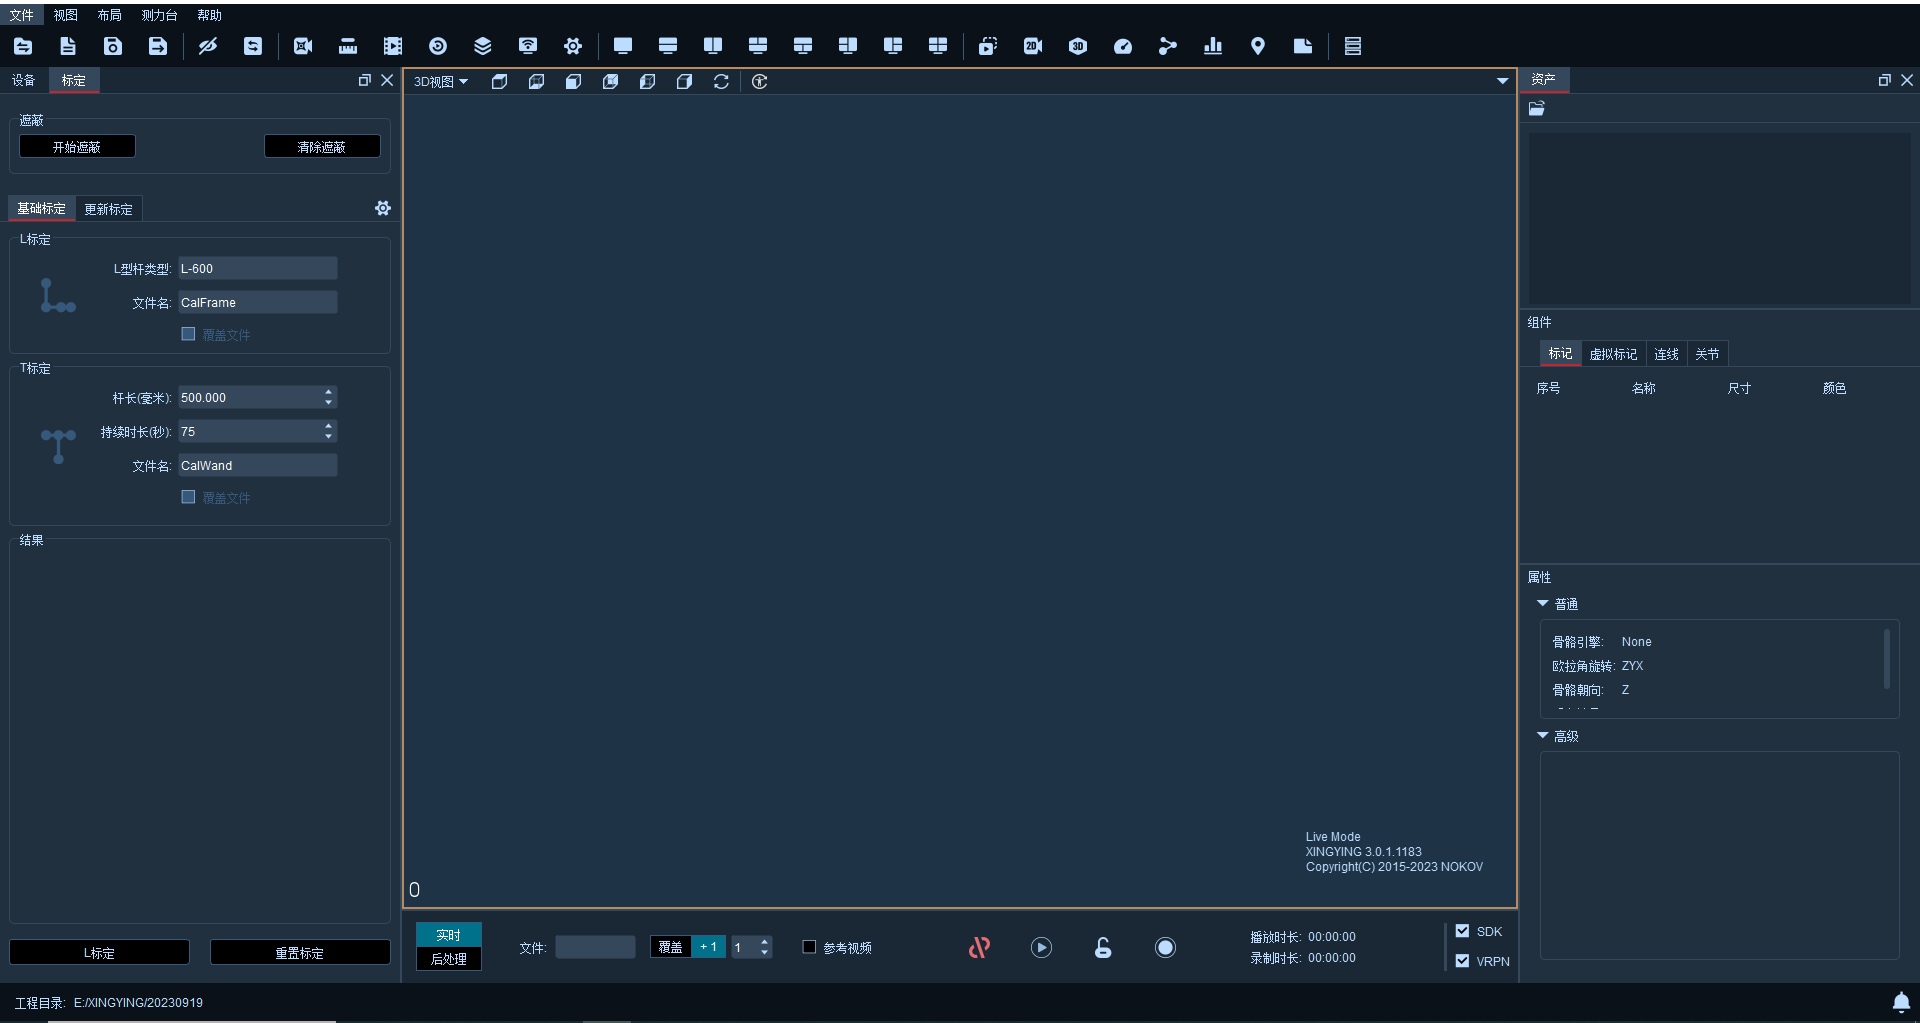 文件 视图 布局 测力台 帮助
2D 3D
设备 标定
3D视图
资产
遮蔽
开始遮蔽 清除遮蔽
基础标定 更新标定
L标定
L型杆类型: L-600
文件名: CalFrame
覆盖文件
T标定
杆长(毫米): 500.000
持续时长(秒): 75
文件名: CalWand
覆盖文件
结果
L标定 重置标定
Live Mode
XINGYING 3.0.1.1183
Copyright(C) 2015-2023 NOKOV
0
实时
后处理
文件: 覆盖 +1 1 参考视频
播放时长: 00:00:00
录制时长: 00:00:00
SDK
VRPN
组件
标记 虚拟标记 连线 关节
序号 名称 尺寸 颜色
属性
普通
骨骼引擎: None
欧拉角旋转: ZYX
骨骼朝向: Z
高级
工程目录: E:/XINGYING/20230919